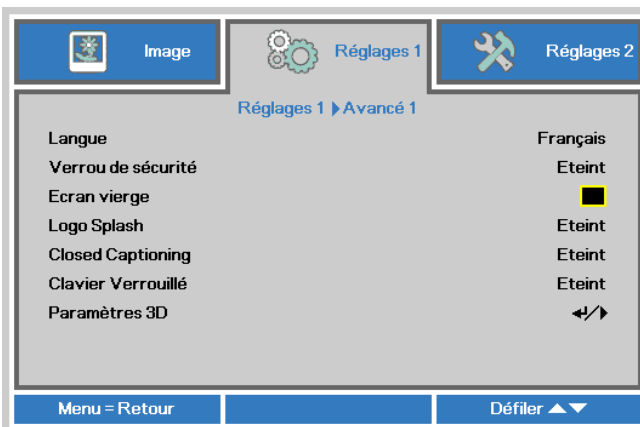 Image
Réglages 1
Réglages 2
Réglages 1 Avancé 1
Langue Français
Verrou de sécurité Eteint
Ecran vierge
Logo Splash Eteint
Closed Captioning Eteint
Clavier Verrouillé Eteint
Paramètres 3D
Menu = Retour
Défiler